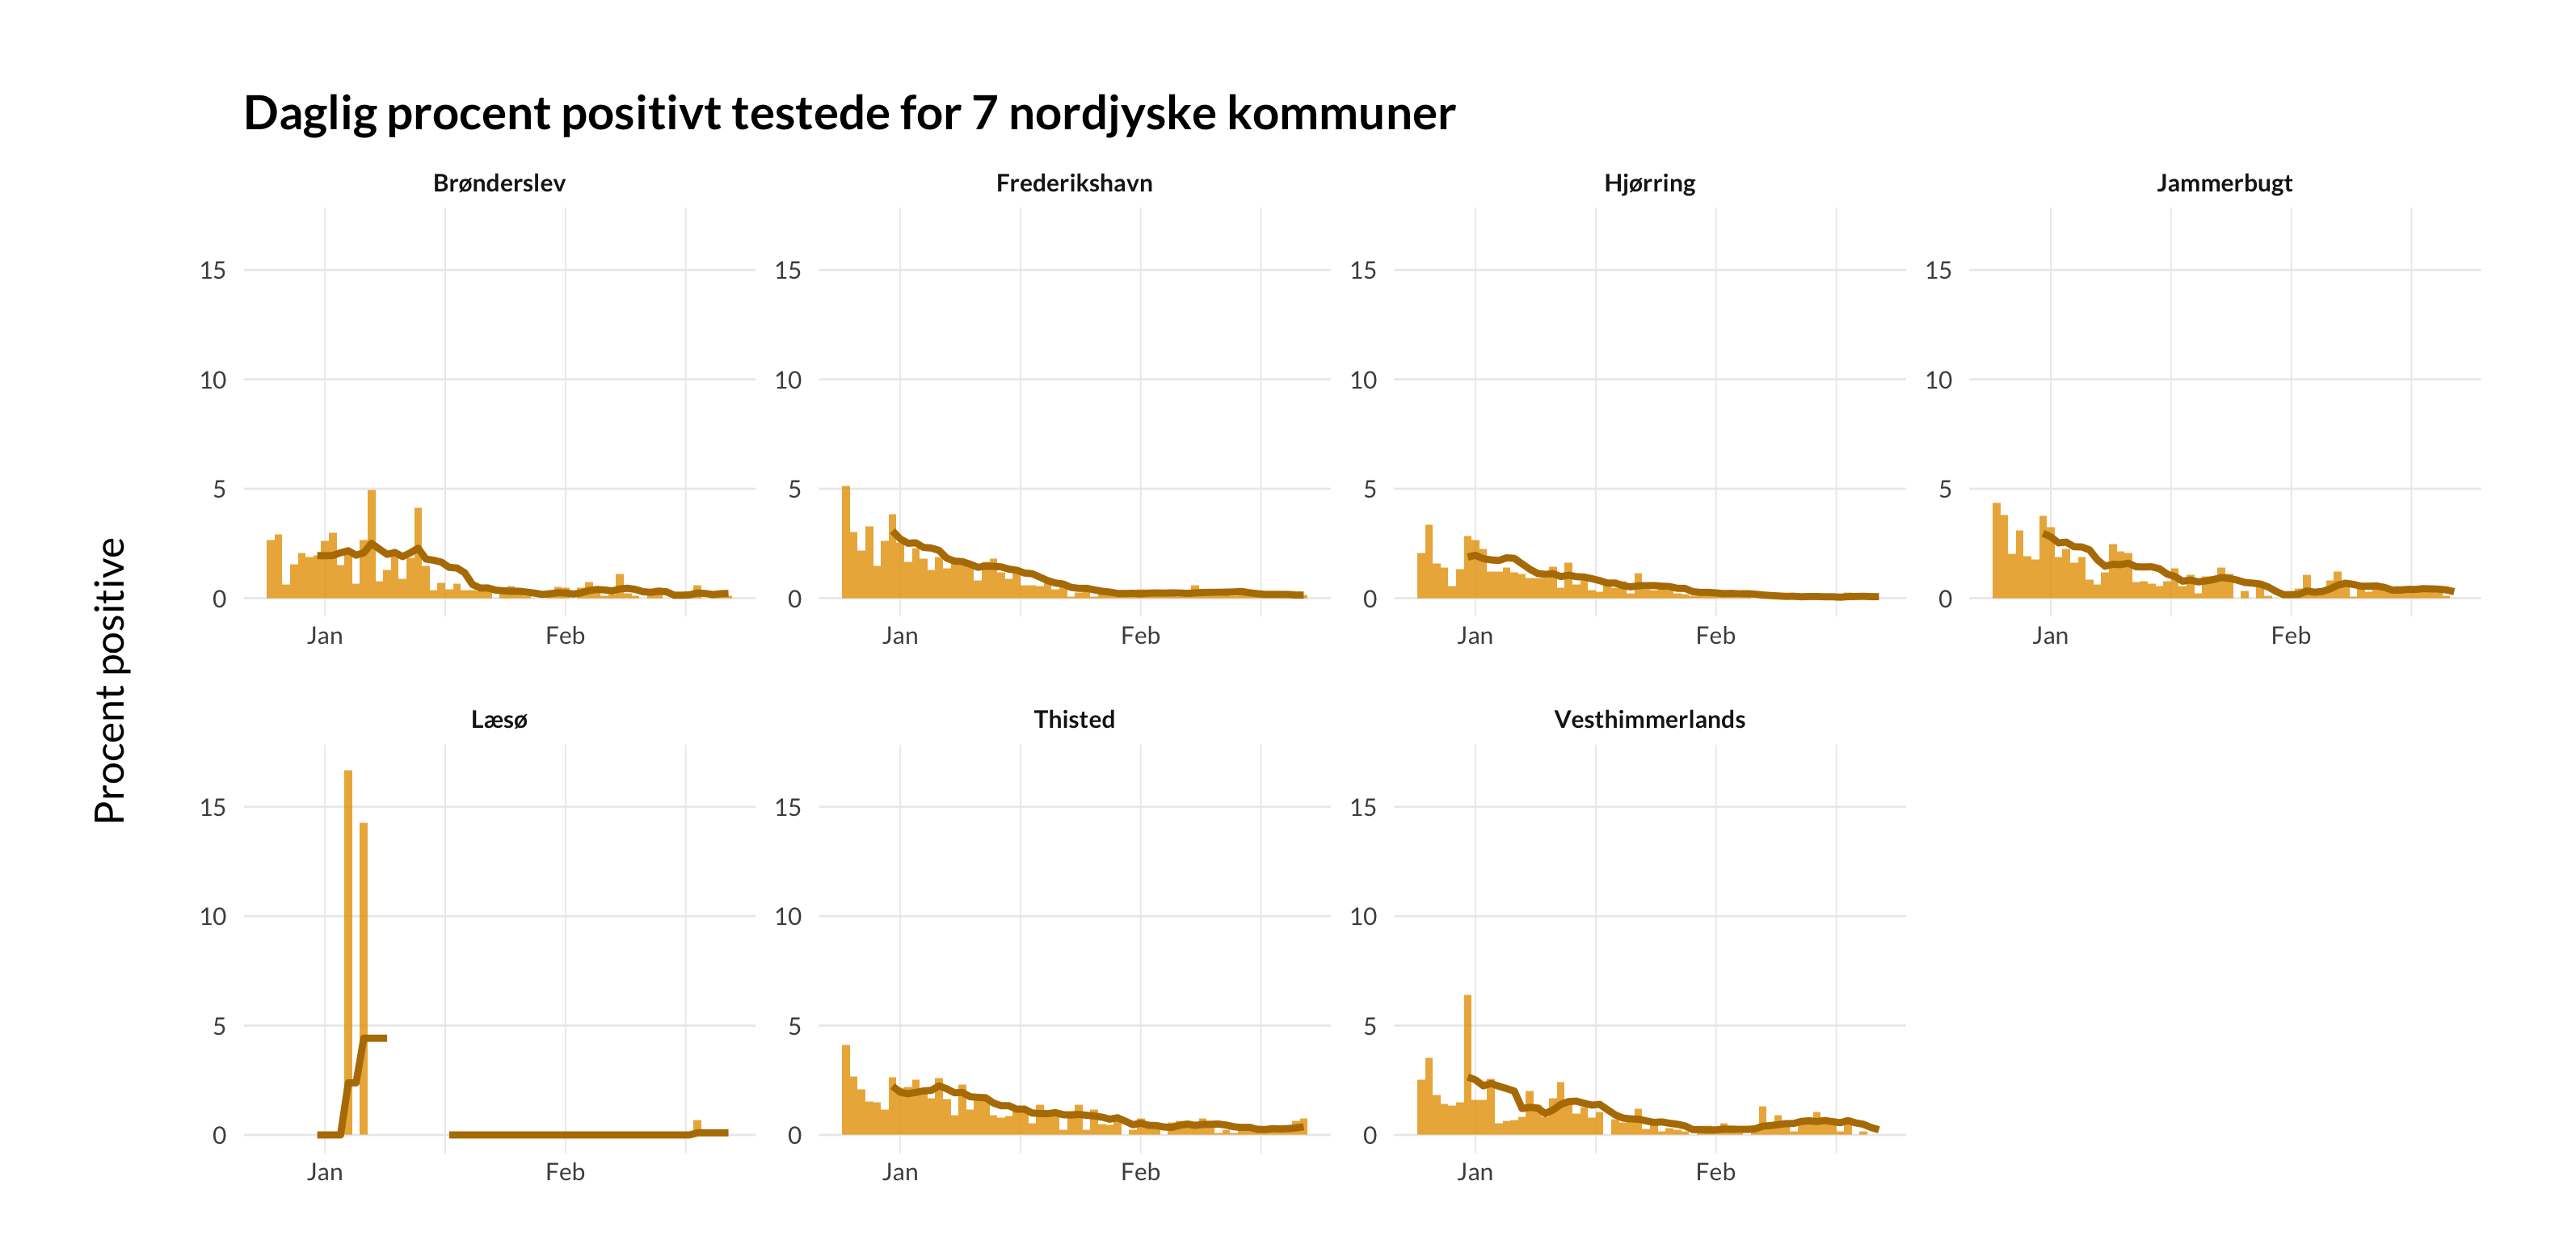 Daglig procent positivt testede for 7 nordjyske kommuner
Procent positive
Brønderslev
15
10
5
0
Jan Feb
Frederikshavn
15
10
5
0
Jan Feb
Hjørring
15
10
5
0
Jan Feb
Jammerbugt
15
10
5
0
Jan Feb
Læsø
15
10
5
0
Jan Feb
Thisted
15
10
5
0
Jan Feb
Vesthimmerlands
15
10
5
0
Jan Feb